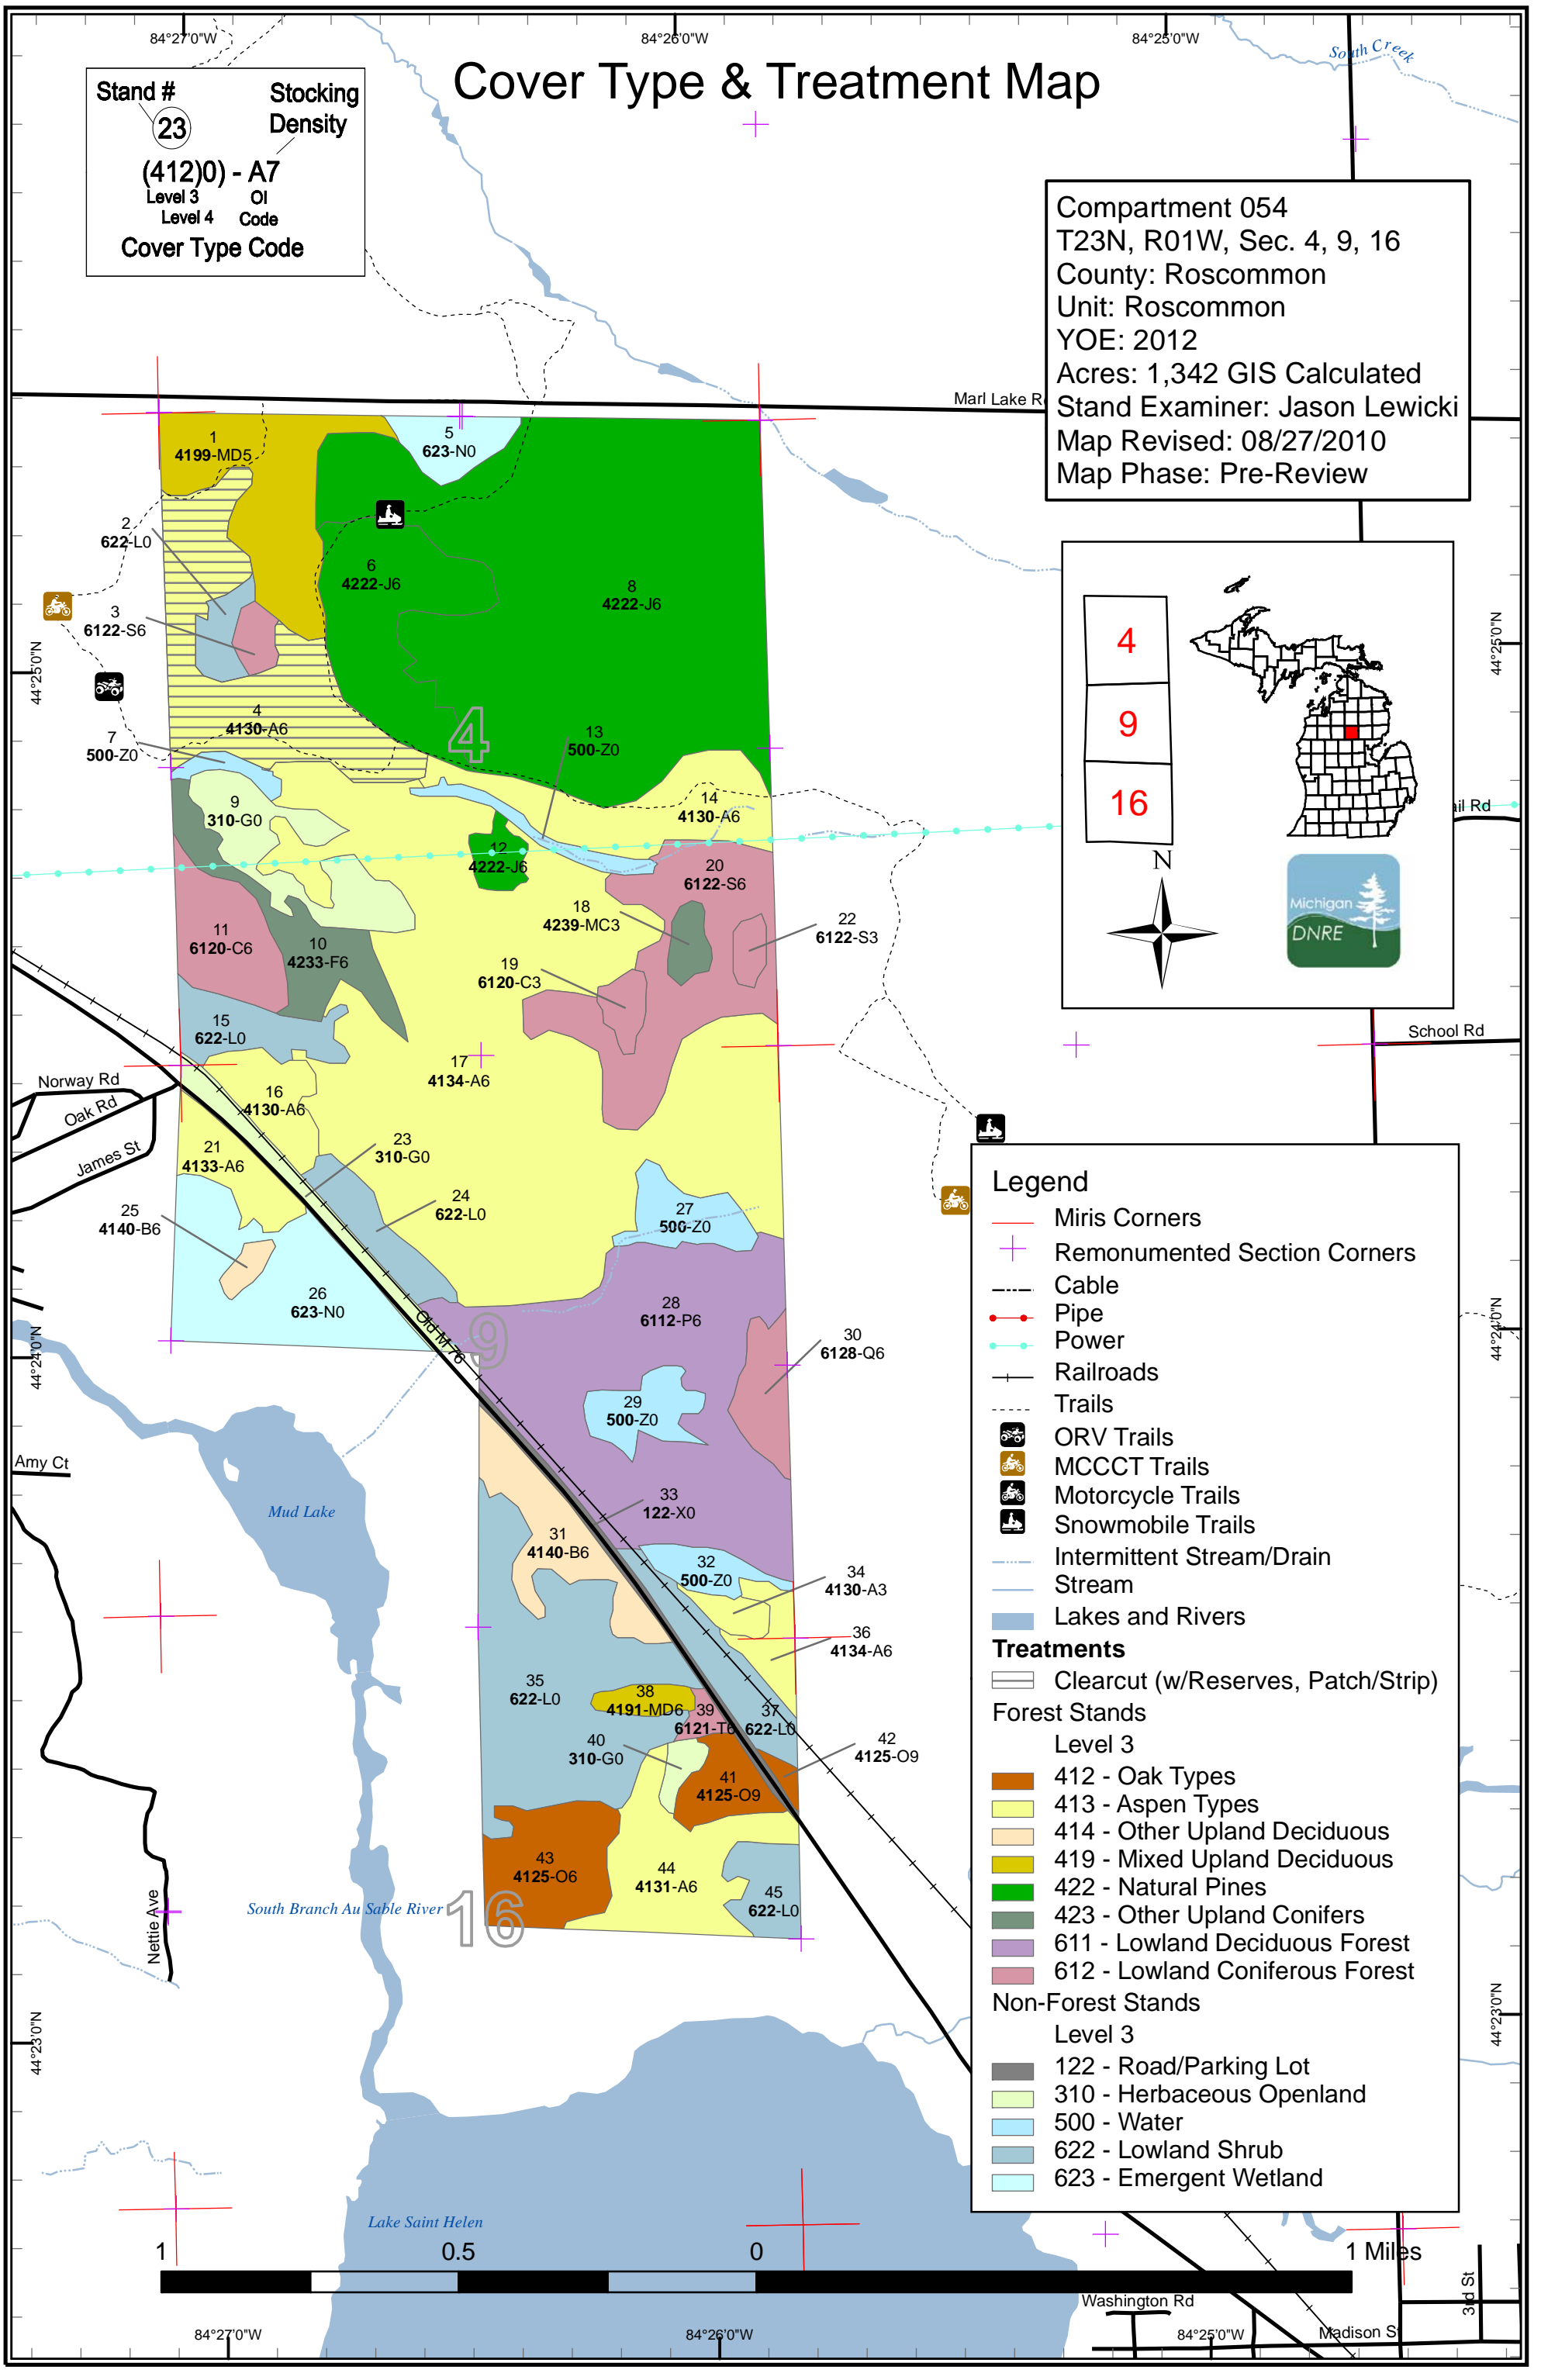 84°27'0"W
84°26'0"W
84°25'0"W
South Creek
Cover Type & Treatment Map
Stand #
Stocking
Density
23
(412)0) - A7
Level 3
OI
Level 4
Code
Cover Type Code
Compartment 054
T23N, R01W, Sec. 4, 9, 16
County: Roscommon
Unit: Roscommon
YOE: 2012
Acres: 1,342 GIS Calculated
Stand Examiner: Jason Lewicki
Map Revised: 08/27/2010
Map Phase: Pre-Review
Marl Lake R
1
4199-MD5
5
623-N0
2
622-L0
6
4222-J6
8
4222-J6
3
6122-S6
44°25'0"N
44°25'0"N
4
9
16
4
4130-A6
4
7
500-Z0
13
500-Z0
9
310-G0
14
4130-A6
ail Rd
12
4222-J6
20
6122-S6
N
Michigan
DNRE
18
4239-MC3
22
6122-S3
11
6120-C6
10
4233-F6
19
6120-C3
15
622-L0
School Rd
17
4134-A6
Norway Rd
Oak Rd
James St
16
4130-A6
21
4133-A6
23
310-G0
24
622-L0
25
4140-B6
27
500-Z0
26
623-N0
28
6112-P6
Old M 76
9
30
6128-Q6
44°24'0"N
44°24'0"N
29
500-Z0
Amy Ct
Mud Lake
33
122-X0
31
4140-B6
32
500-Z0
34
4130-A3
36
4134-A6
35
622-L0
38
4191-MD6
39
6121-T6
37
622-L0
40
310-G0
42
4125-O9
41
4125-O9
43
4125-O6
44
4131-A6
45
622-L0
South Branch Au Sable River
16
Nettie Ave
44°23'0"N
44°23'0"N
Legend
Miris Corners
Remonumented Section Corners
Cable
Pipe
Power
Railroads
Trails
ORV Trails
MCCCT Trails
Motorcycle Trails
Snowmobile Trails
Intermittent Stream/Drain
Stream
Lakes and Rivers
Treatments
Clearcut (w/Reserves, Patch/Strip)
Forest Stands
Level 3
412 - Oak Types
413 - Aspen Types
414 - Other Upland Deciduous
419 - Mixed Upland Deciduous
422 - Natural Pines
423 - Other Upland Conifers
611 - Lowland Deciduous Forest
612 - Lowland Coniferous Forest
Non-Forest Stands
Level 3
122 - Road/Parking Lot
310 - Herbaceous Openland
500 - Water
622 - Lowland Shrub
623 - Emergent Wetland
Lake Saint Helen
1
0.5
0
1 Miles
Washington Rd
3rd St
Madison S
84°27'0"W
84°26'0"W
84°25'0"W